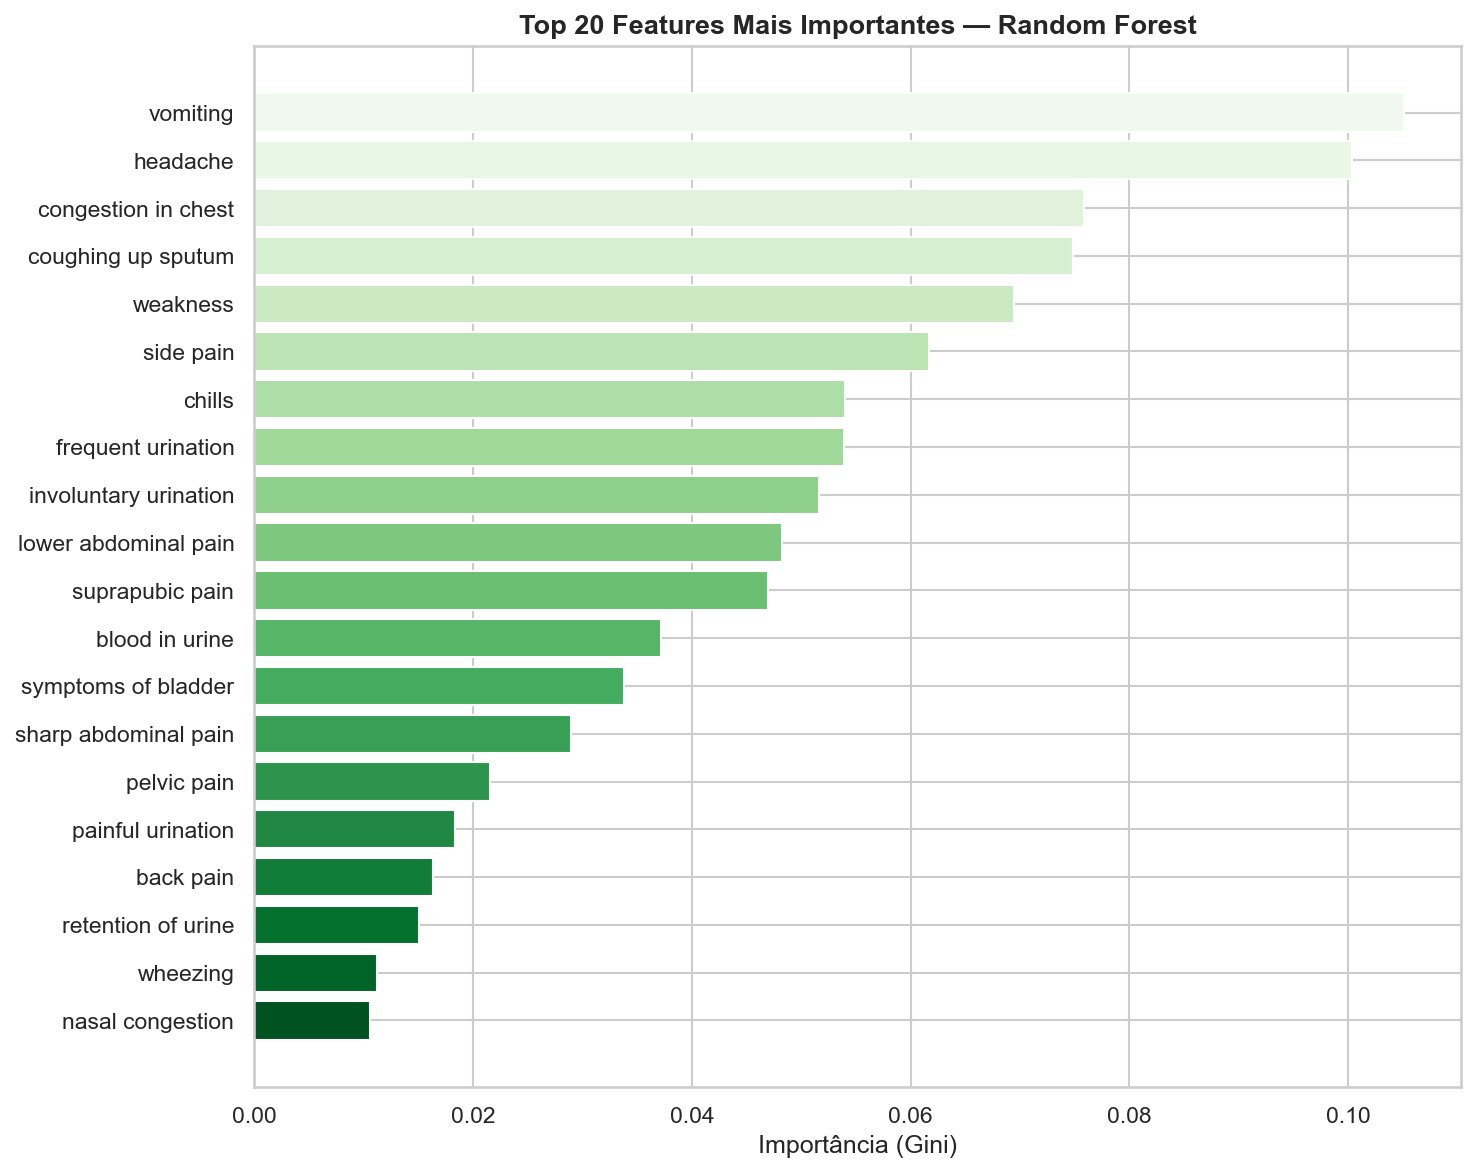 Top 20 Features Mais Importantes — Random Forest
vomiting
headache
congestion in chest
coughing up sputum
weakness
side pain
chills
frequent urination
involuntary urination
lower abdominal pain
suprapubic pain
blood in urine
symptoms of bladder
sharp abdominal pain
pelvic pain
painful urination
back pain
retention of urine
wheezing
nasal congestion
0.00 0.02 0.04 0.06 0.08 0.10
Importância (Gini)